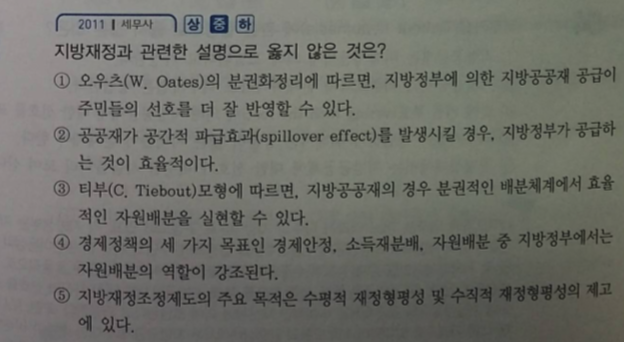 2011 | 세무사 상 중 하
지방재정과 관련한 설명으로 옳지 않은 것은?
① 오우츠(W. Oates)의 분권화정리에 따르면, 지방정부에 의한 지방공공재 공급이
주민들의 선호를 더 잘 반영할 수 있다.
② 공공재가 공간적 파급효과(spillover effect)를 발생시킬 경우, 지방정부가 공급하
는 것이 효율적이다.
③ 티부(C. Tiebout)모형에 따르면, 지방공공재의 경우 분권적인 배분체계에서 효율
적인 자원배분을 실현할 수 있다.
④ 경제정책의 세 가지 목표인 경제안정, 소득재분배, 자원배분 중 지방정부에서는
자원배분의 역할이 강조된다.
⑤ 지방재정조정제도의 주요 목적은 수평적 재정형평성 및 수직적 재정형평성의 제고
에 있다.